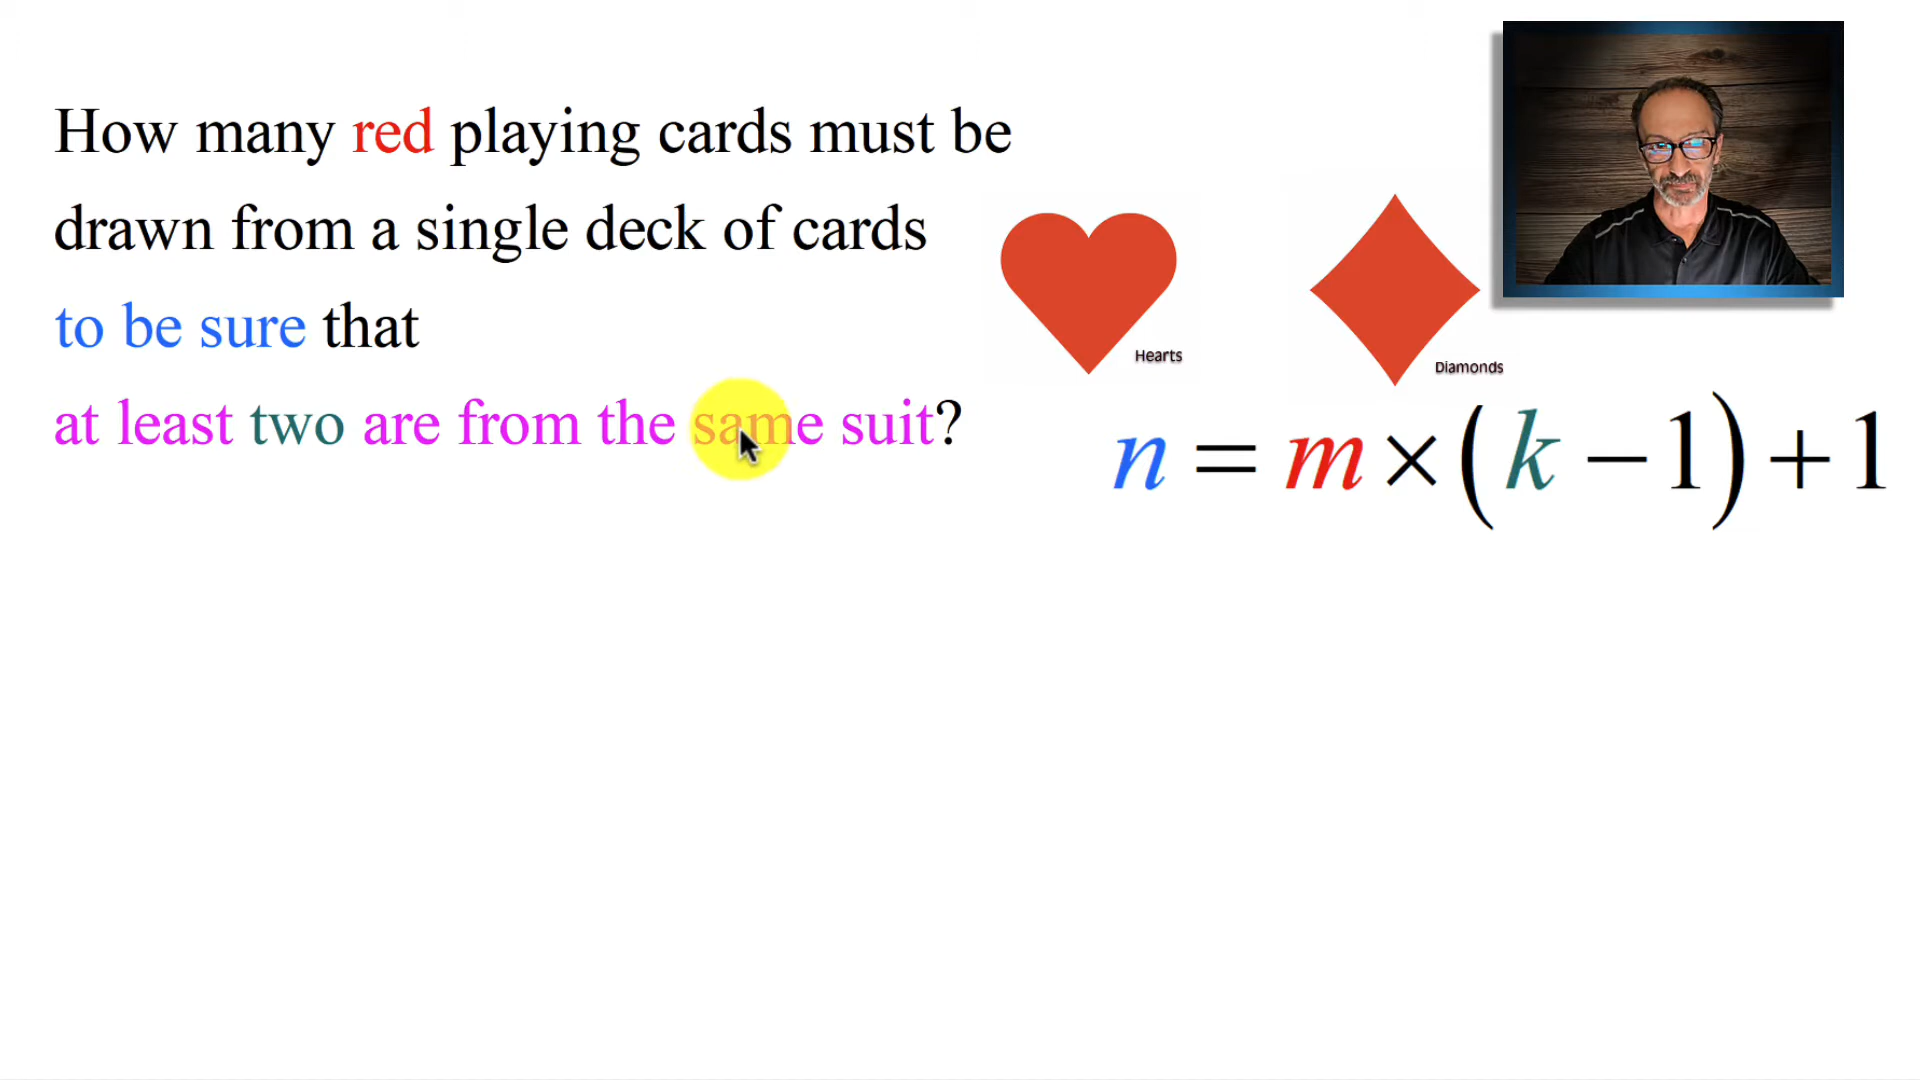 How many red playing cards must be
drawn from a single deck of cards
to be sure that
at least two are from the same suit?
Hearts
Diamonds
n = m × (k − 1) + 1